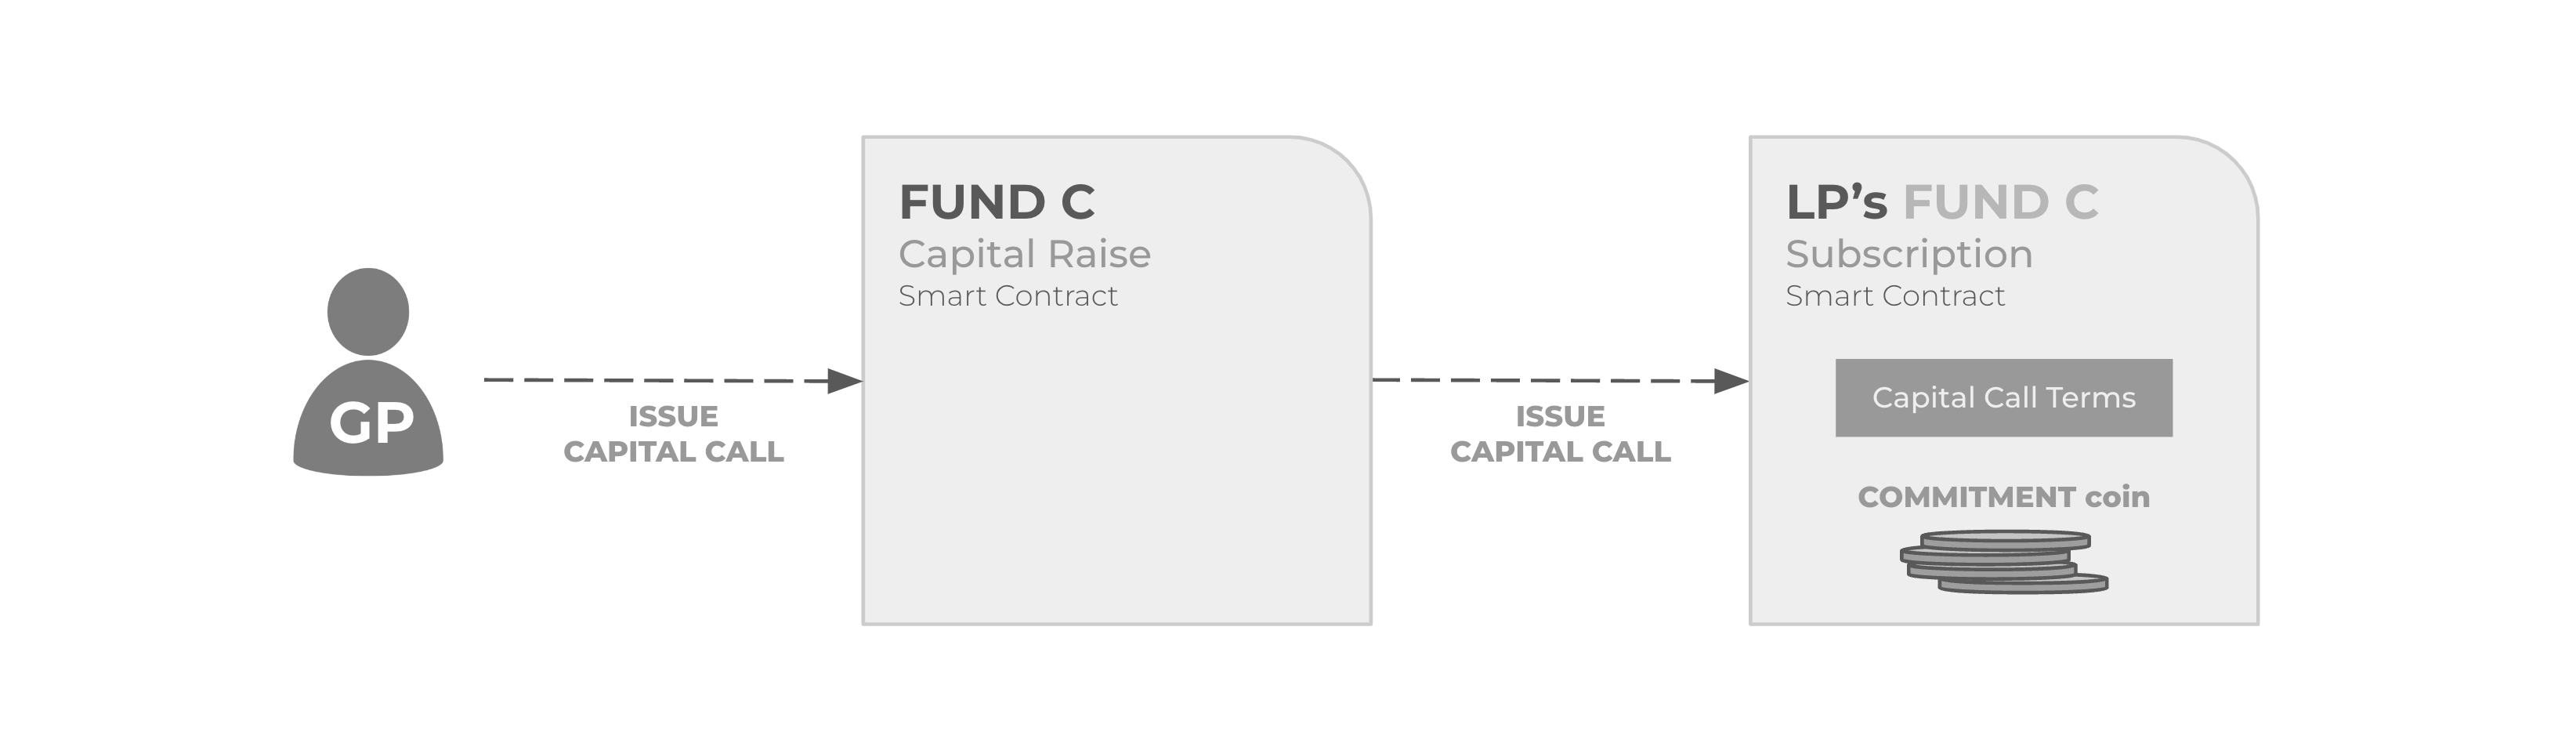 GP
ISSUE
CAPITAL CALL
FUND C
Capital Raise
Smart Contract
ISSUE
CAPITAL CALL
LP’s FUND C
Subscription
Smart Contract
Capital Call Terms
COMMITMENT coin